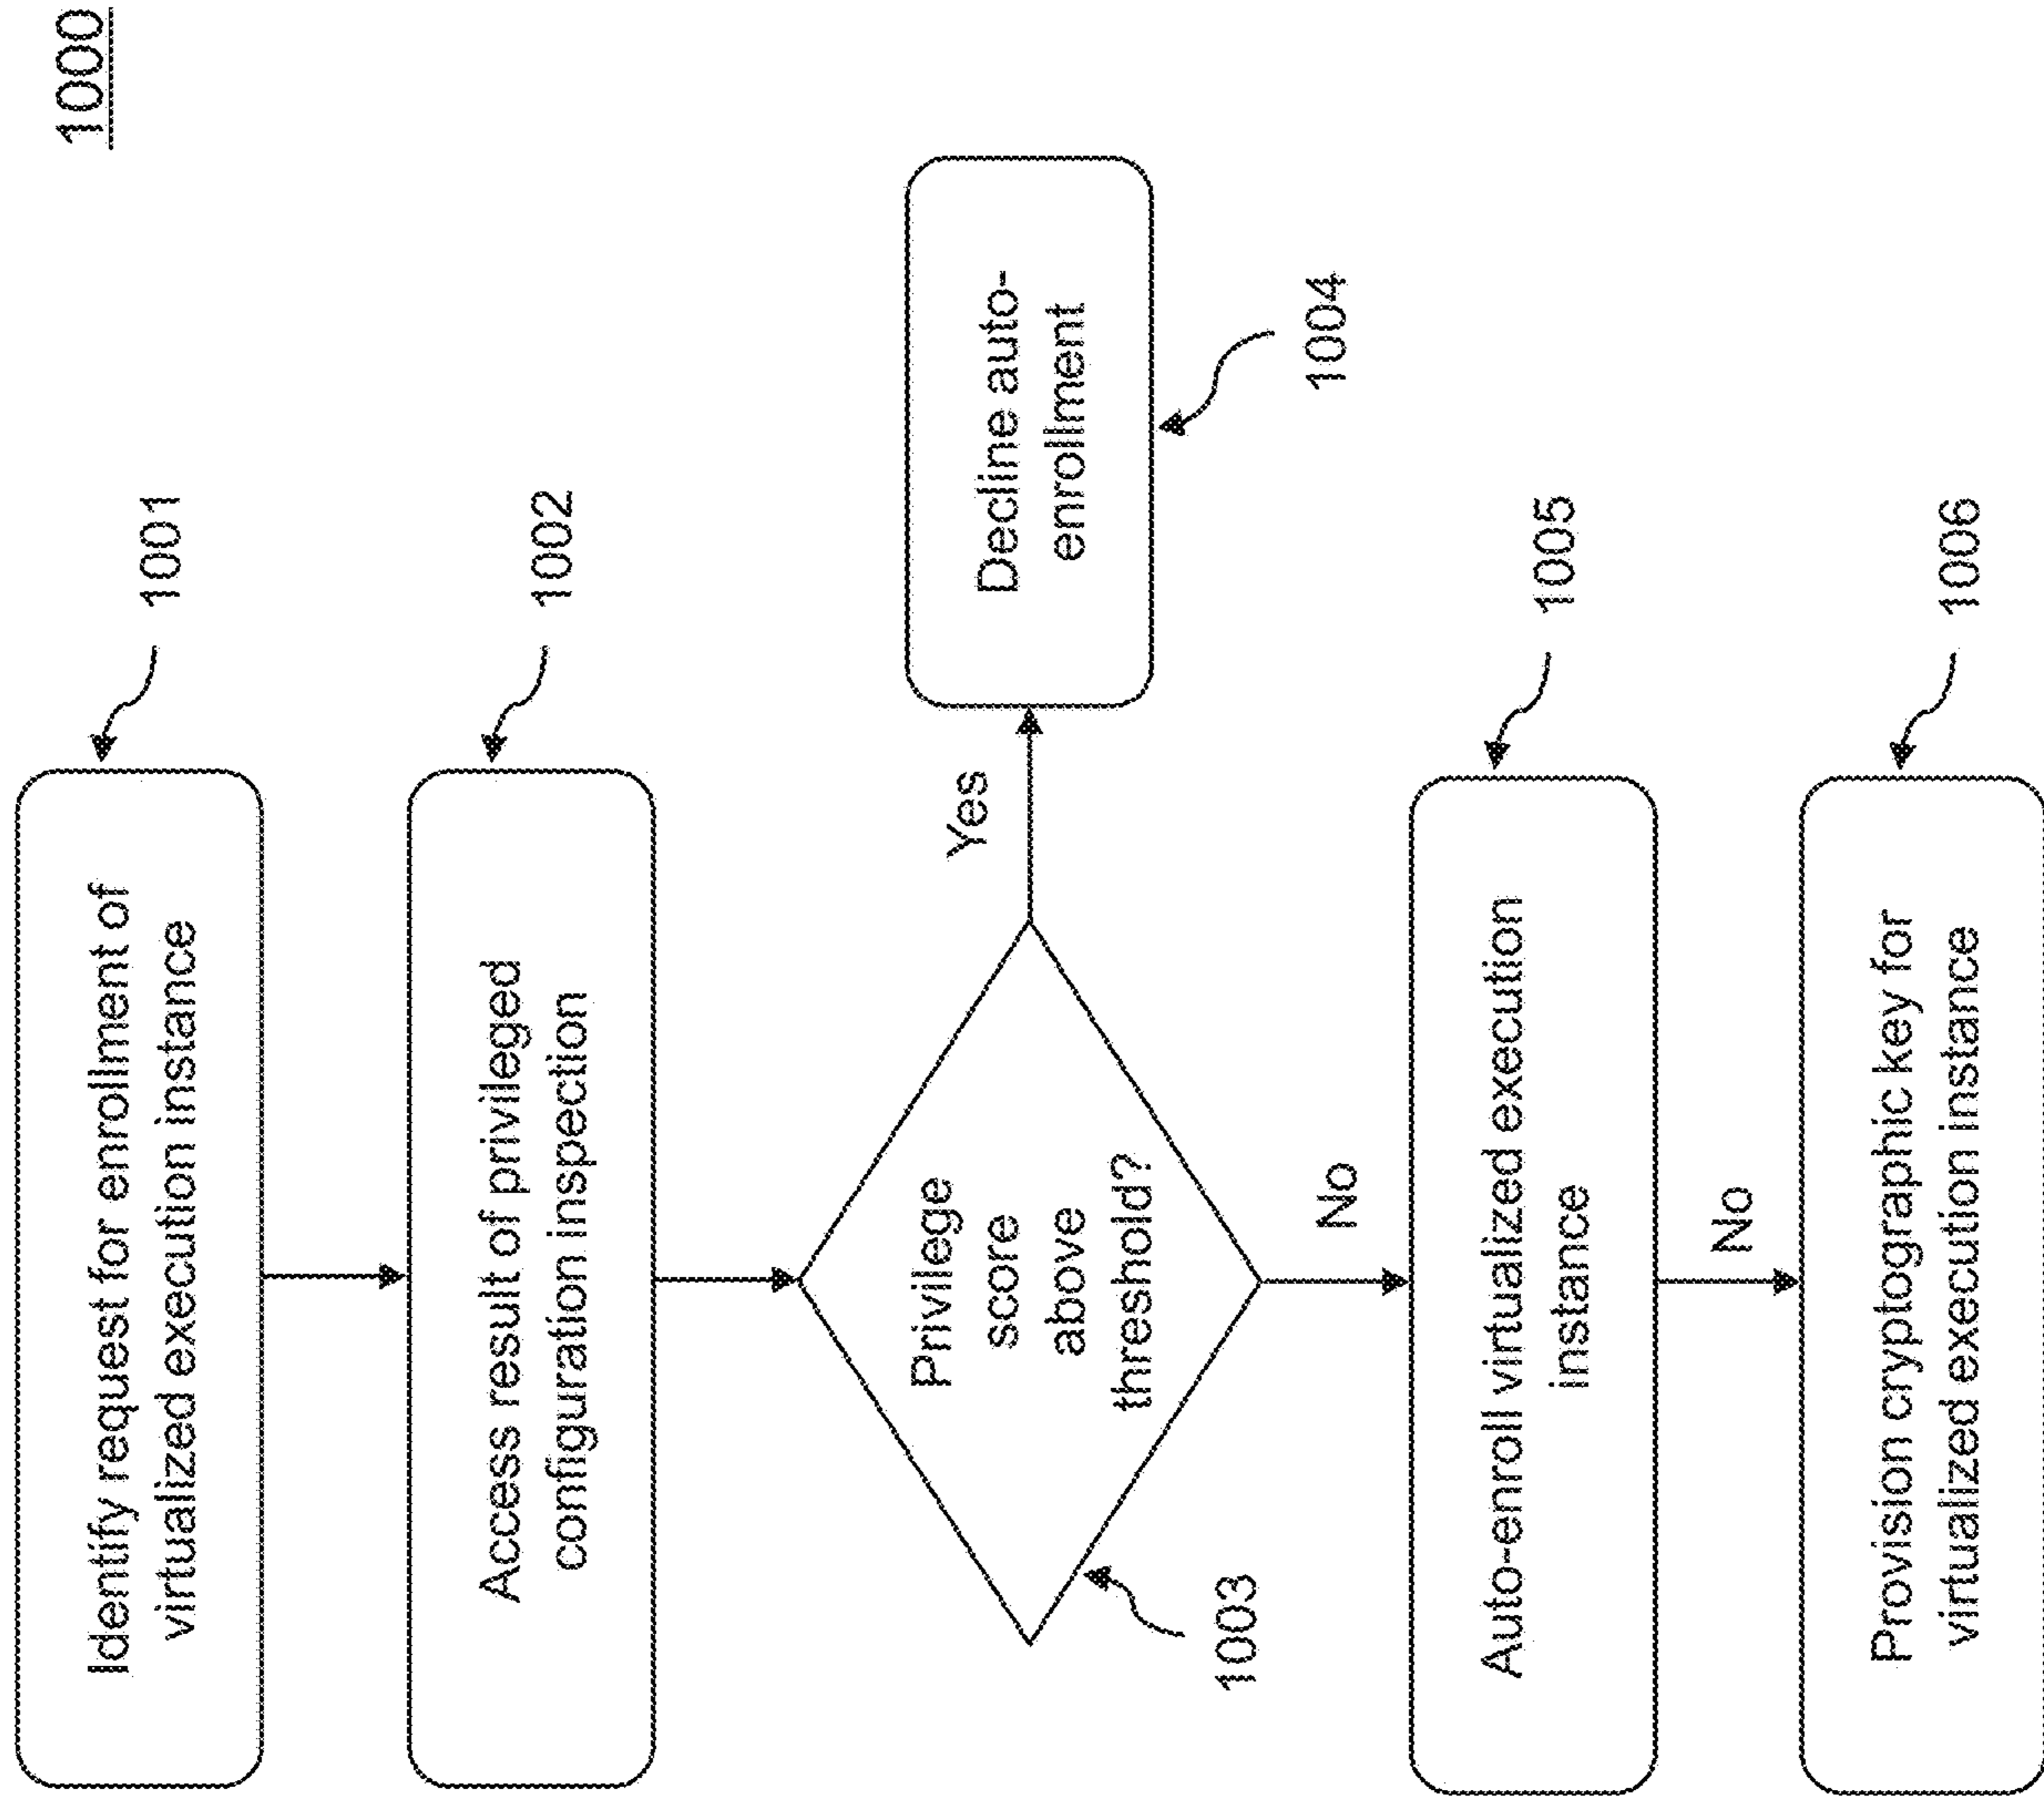 1000
Identify request for enrollment of
virtualized execution instance
1001
Access result of privileged
configuration inspection
1002
Privilege
score
above
threshold?
1003
Yes
Decline auto-
enrollment
1004
No
Auto-enroll virtualized execution
instance
1005
No
Provision cryptographic key for
virtualized execution instance
1006